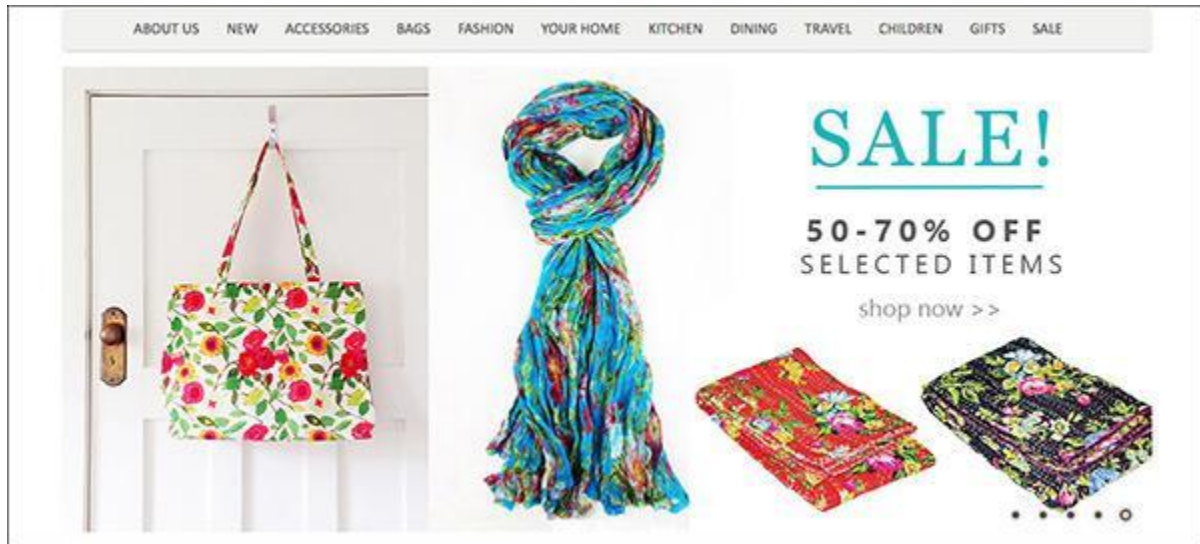 ABOUT US NEW ACCESSORIES BAGS FASHION YOUR HOME KITCHEN DINING TRAVEL CHILDREN GIFTS SALE
SALE!
50-70% OFF
SELECTED ITEMS
shop now >>